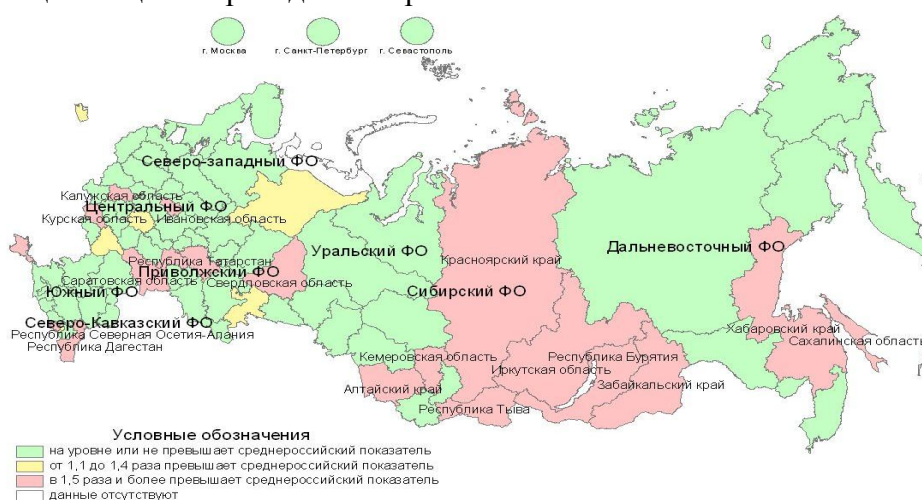 г. Москва
г. Санкт-Петербург
г. Севастополь
Северо-западный ФО
Калужская область
Центральный ФО
Курская область
Ивановская область
Уральский ФО
Дальневосточный ФО
Республика Татарстан
Приволжский ФО
Красноярский край
Саратовская область
Свердловская область
Южный ФО
Сибирский ФО
Северо-Кавказский ФО
Республика Северная Осетия-Алания
Республика Дагестан
Хабаровский край
Сахалинская область
Кемеровская область
Республика Бурятия
Иркутская область
Алтайский край
Забайкальский край
Республика Тыва
Условные обозначения
на уровне или не превышает среднероссийский показатель
от 1,1 до 1,4 раза превышает среднероссийский показатель
в 1,5 раза и более превышает среднероссийский показатель
данные отсутствуют